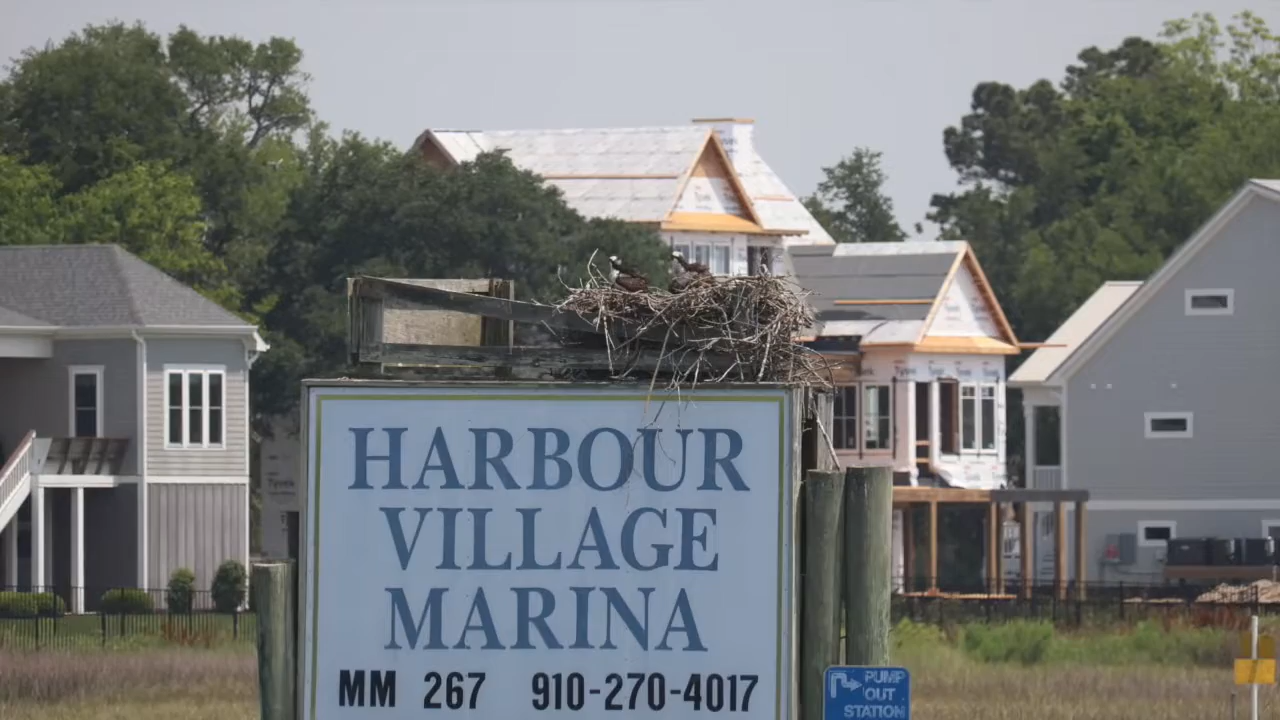 HARBOUR
VILLAGE
MARINA
MM 267 910-270-4017
PUMP
OUT
STATION